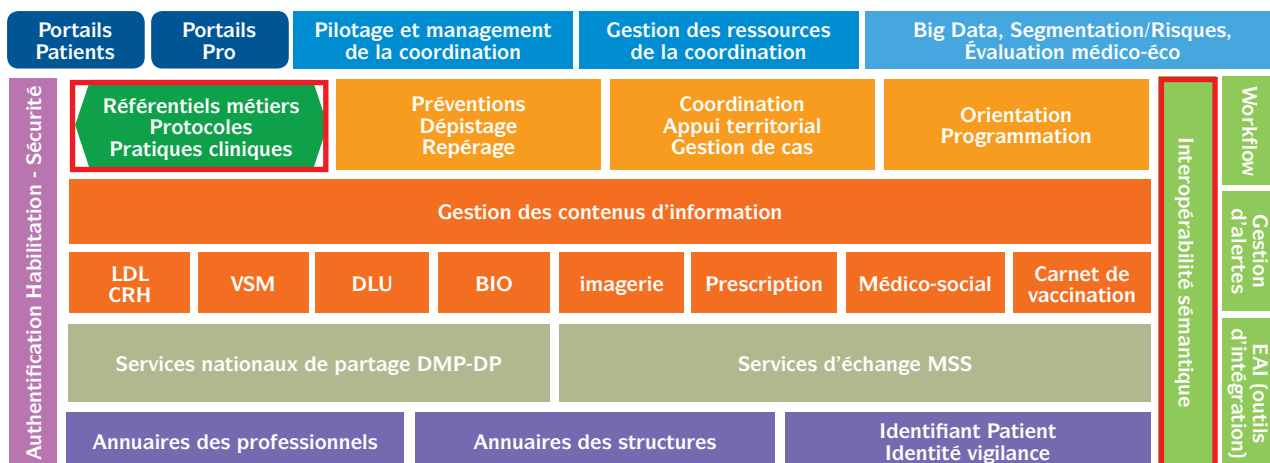 Portails
Patients
Portails
Pro
Pilotage et management
de la coordination
Gestion des ressources
de la coordination
Big Data, Segmentation/Risques,
Évaluation médico-éco
Authentification Habilitation - Sécurité
Référentiels métiers
Protocoles
Pratiques cliniques
Préventions
Dépistage
Repérage
Coordination
Appui territorial
Gestion de cas
Orientation
Programmation
Interopérabilité sémantique
Workflow
Gestion des contenus d'information
Gestion
d'alertes
LDL
CRH
VSM
DLU
BIO
imagerie
Prescription
Médico-social
Carnet de
vaccination
Services nationaux de partage DMP-DP
Services d'échange MSS
EAI (outils
d'intégration)
Annuaires des professionnels
Annuaires des structures
Identifiant Patient
Identité vigilance